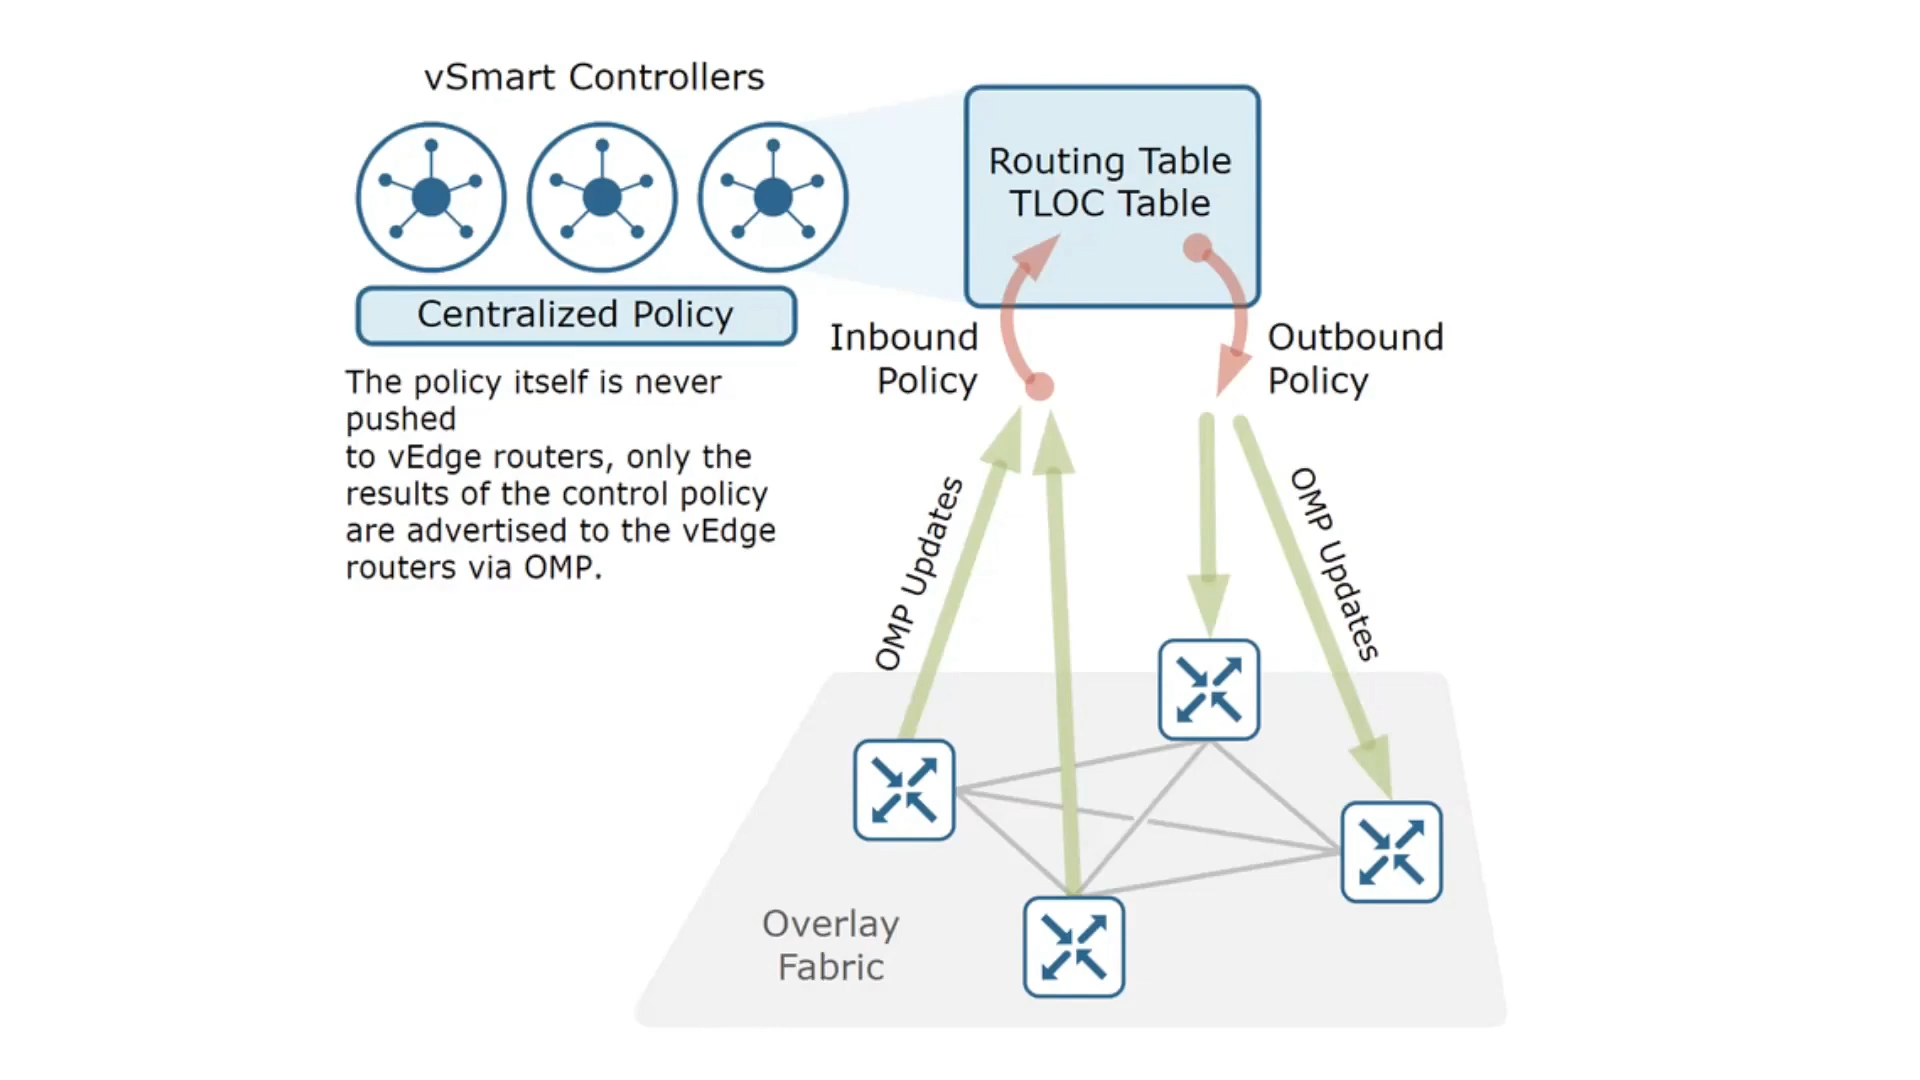 vSmart Controllers
Centralized Policy
The policy itself is never
pushed
to vEdge routers, only the
results of the control policy
are advertised to the vEdge
routers via OMP.
Routing Table
TLOC Table
Inbound
Policy
Outbound
Policy
OMP Updates
OMP Updates
Overlay
Fabric